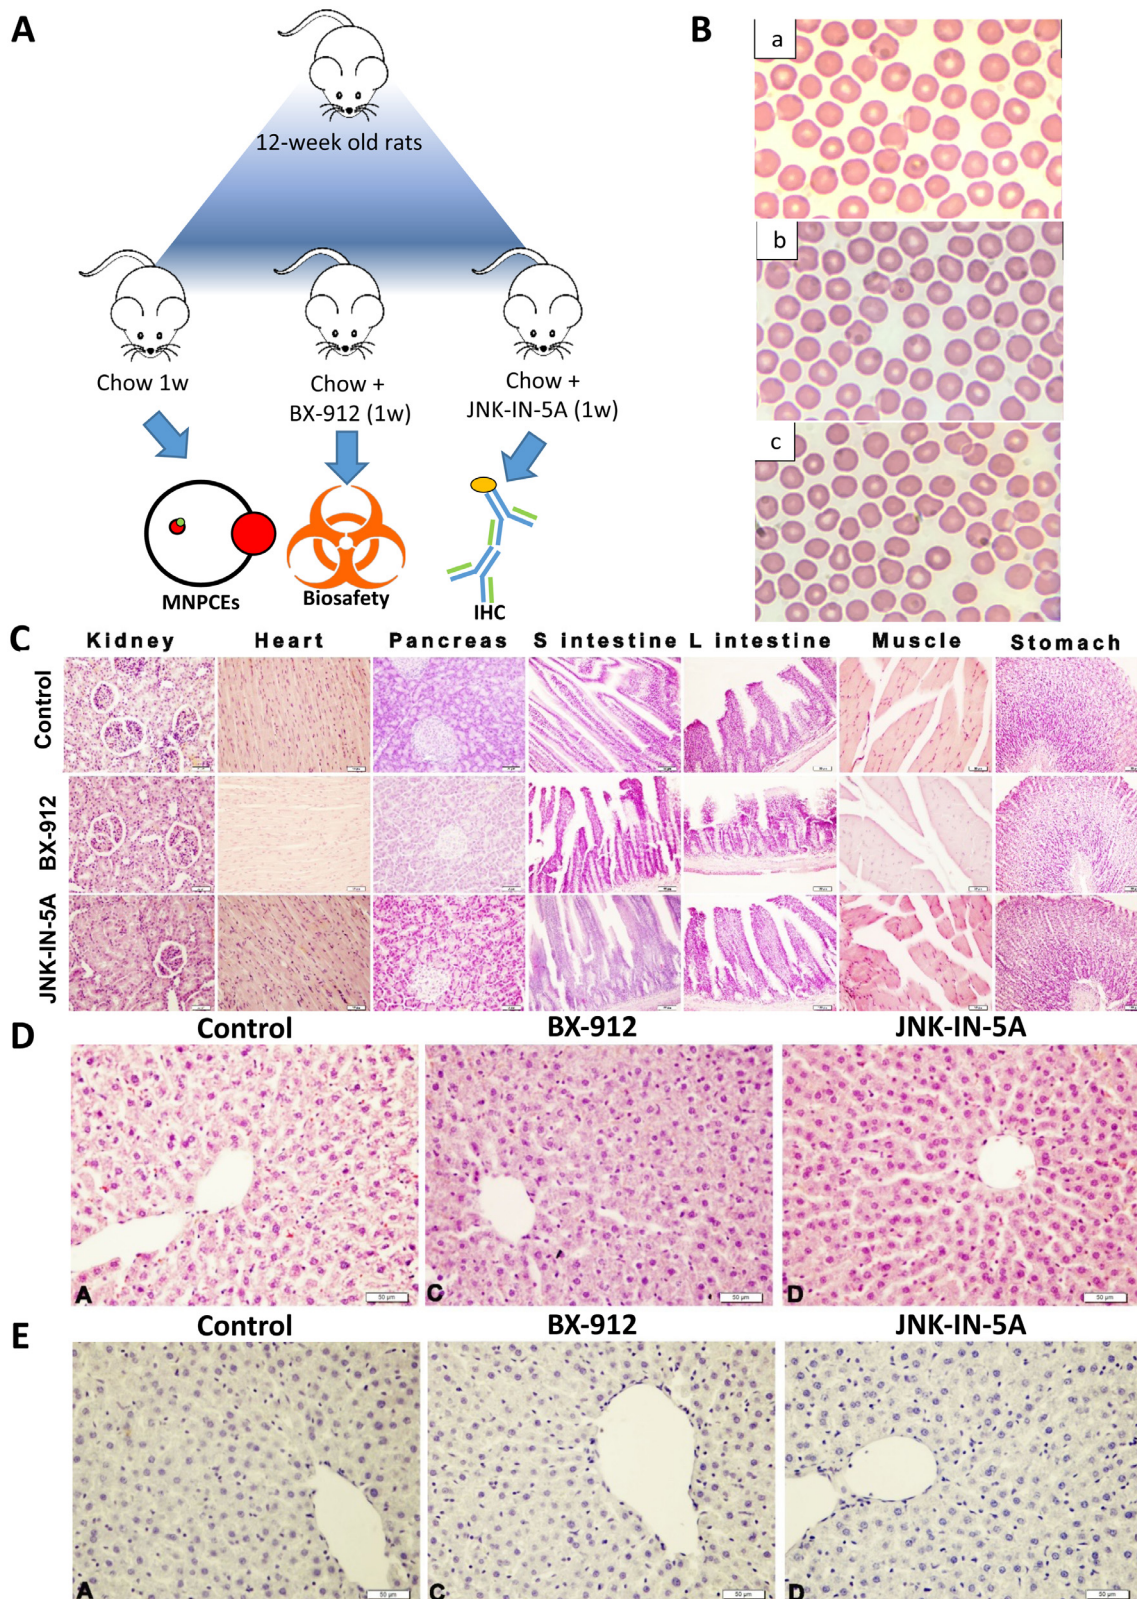 A
12-week old rats
Chow 1w
Chow +
BX-912 (1w)
Chow +
JNK-IN-5A (1w)
MNPCEs
Biosafety
IHC
B
a
b
c
C
Kidney Heart Pancreas S intestine L intestine Muscle Stomach
Control
BX-912
JNK-IN-5A
D
Control BX-912 JNK-IN-5A
A 50 µm C 50 µm D 50 µm
E
Control BX-912 JNK-IN-5A
A 50 µm C 50 µm D 50 µm